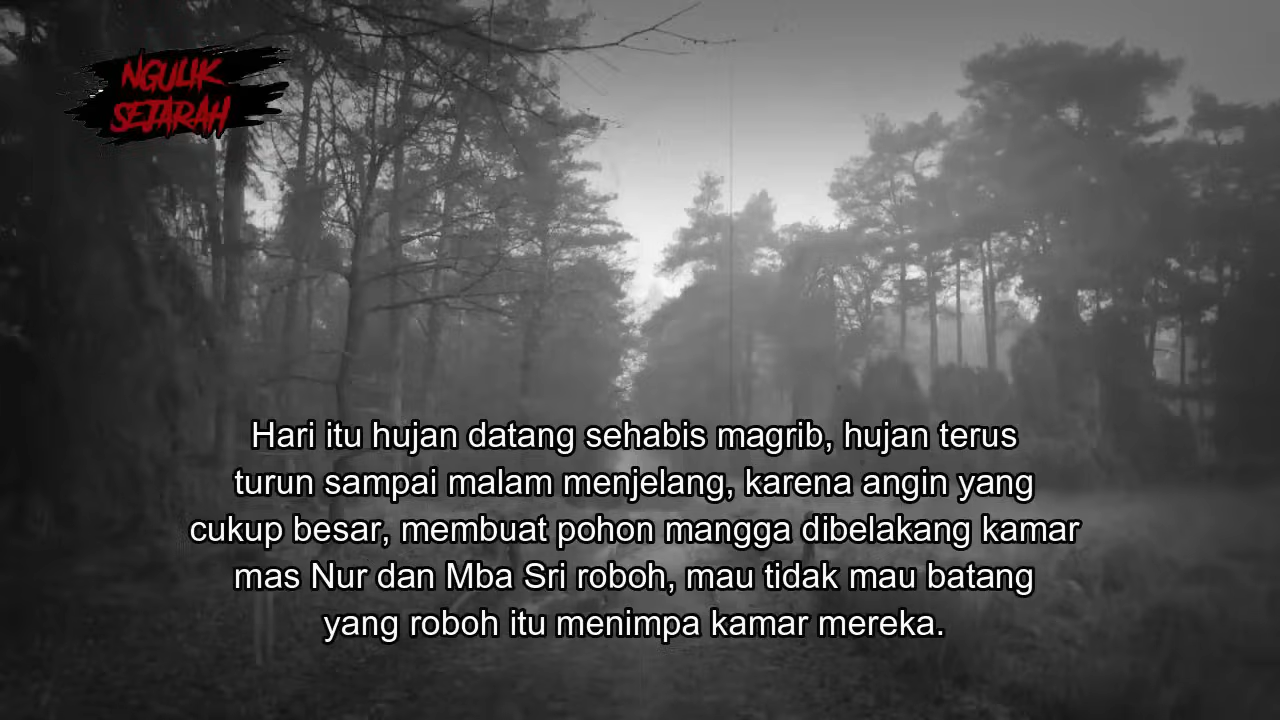 NGULIK
SEJARAH
Hari itu hujan datang sehabis magrib, hujan terus
turun sampai malam menjelang, karena angin yang
cukup besar, membuat pohon mangga dibelakang kamar
mas Nur dan Mba Sri roboh, mau tidak mau batang
yang roboh itu menimpa kamar mereka.